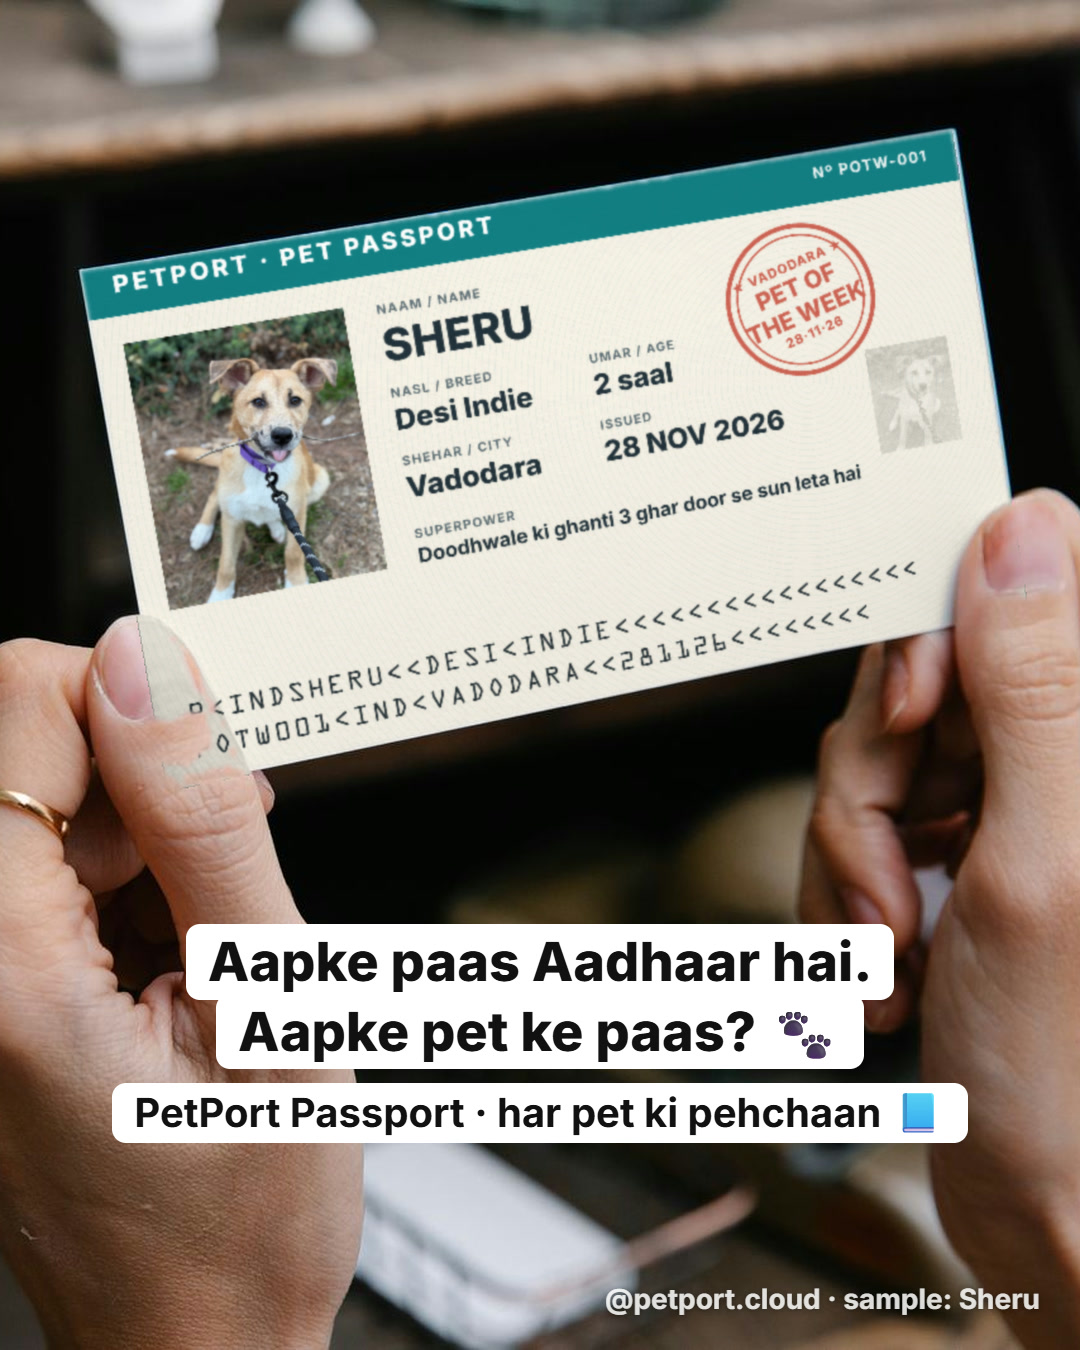 PETPORT · PET PASSPORT
Nº POTW-001
NAAM / NAME
SHERU
NASL / BREED
Desi Indie
UMAR / AGE
2 saal
SHEHAR / CITY
Vadodara
ISSUED
28 NOV 2026
SUPERPOWER
Doodhwale ki ghanti 3 ghar door se sun leta hai
★ VADODARA ★
PET OF
THE WEEK
28·11·26
P<INDSHERU<<DESI<INDIE<<<<<<<<<<<<<<<<<<
OTW001<IND<VADODARA<<281126<<<<<<<<
Aapke paas Aadhaar hai.
Aapke pet ke paas? 🐾
PetPort Passport · har pet ki pehchaan 📘
@petport.cloud · sample: Sheru